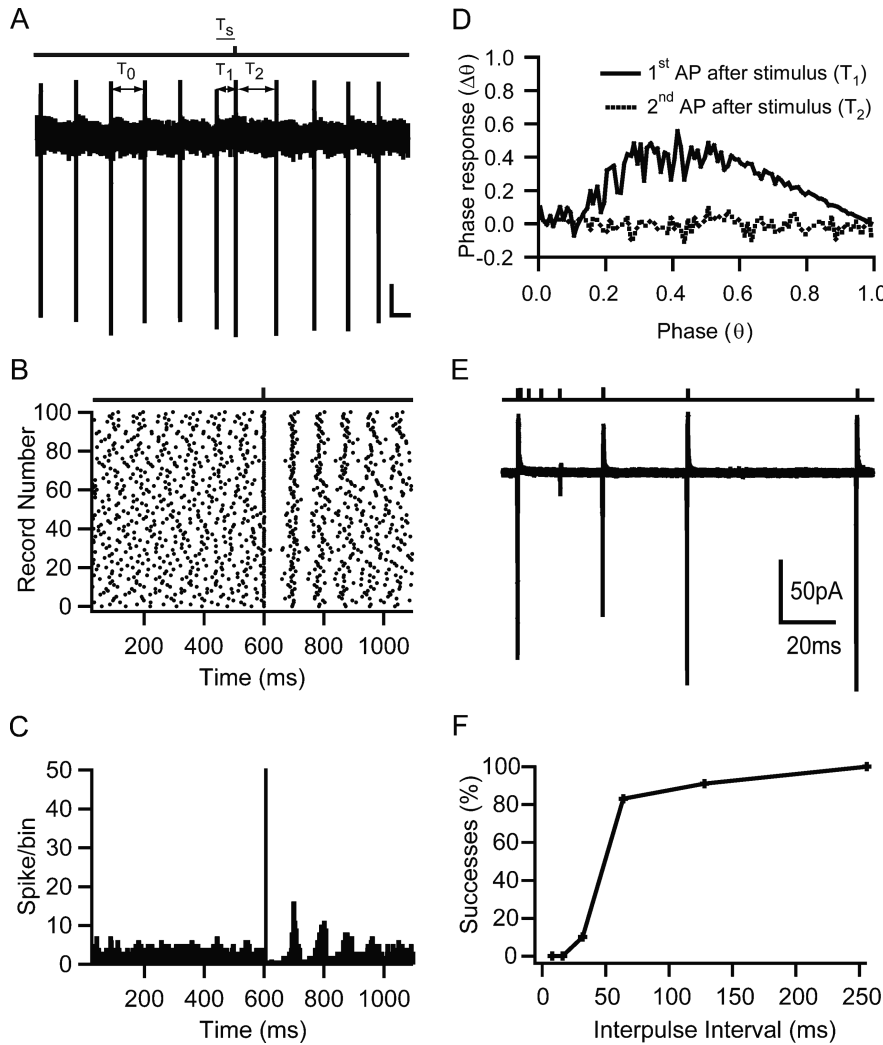 A
Ts
T0
T1
T2
B
Record Number
100
80
60
40
20
0
200
400
600
800
1000
Time (ms)
C
Spike/bin
50
40
30
20
10
0
200
400
600
800
1000
Time (ms)
D
Phase response (Δθ)
1.0
0.8
0.6
0.4
0.2
0.0
-0.2
1st AP after stimulus (T1)
2nd AP after stimulus (T2)
0.0
0.2
0.4
0.6
0.8
1.0
Phase (θ)
E
50pA
20ms
F
Successes (%)
100
80
60
40
20
0
0
50
100
150
200
250
Interpulse Interval (ms)